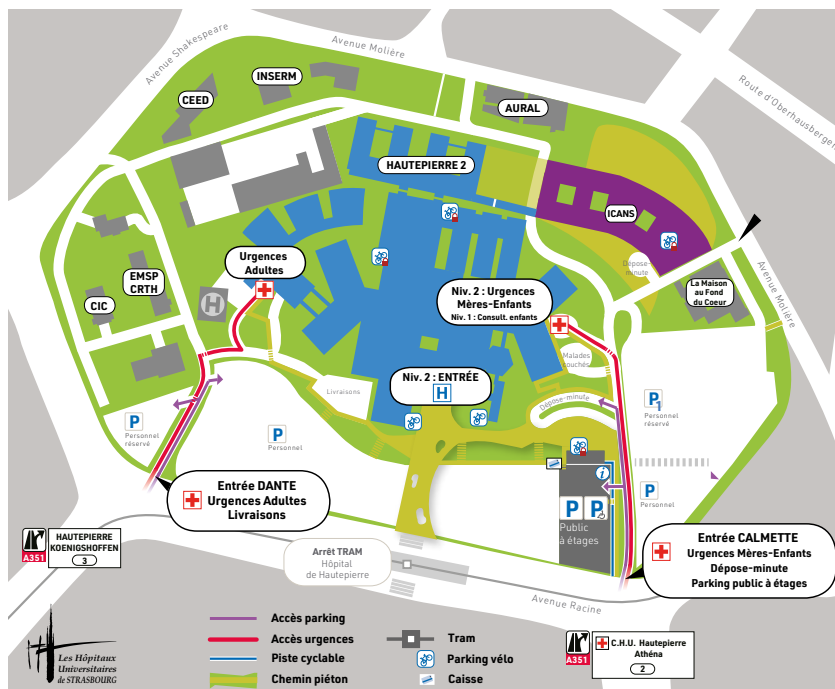 Avenue Shakespeare
Avenue Molière
Route d'Oberhausbergen
INSERM
CEED
AURAL
HAUTEPIERRE 2
ICANS
Urgences
Adultes
EMSP
CRTH
CIC
H
Niv. 2 : Urgences
Mères-Enfants
Niv. 1 : Consult. enfants
Dépose-
minute
La Maison
au Fond
du Coeur
Avenue Molière
Malades
couchés
Niv. 2 : ENTRÉE
H
Livraisons
Dépose-minute
P
Personnel
réservé
P
Personnel
P
1
Personnel
réservé
P
Personnel
i
P P
Public
à étages
Entrée DANTE
Urgences Adultes
Livraisons
Entrée CALMETTE
Urgences Mères-Enfants
Dépose-minute
Parking public à étages
A351
HAUTEPIERRE
KOENIGSHOFFEN
3
Arrêt TRAM
Hôpital
de Hautepierre
Avenue Racine
Les Hôpitaux
Universitaires
de STRASBOURG
Accès parking
Accès urgences
Piste cyclable
Chemin piéton
Tram
Parking vélo
Caisse
A351
C.H.U. Hautepierre
Athéna
2